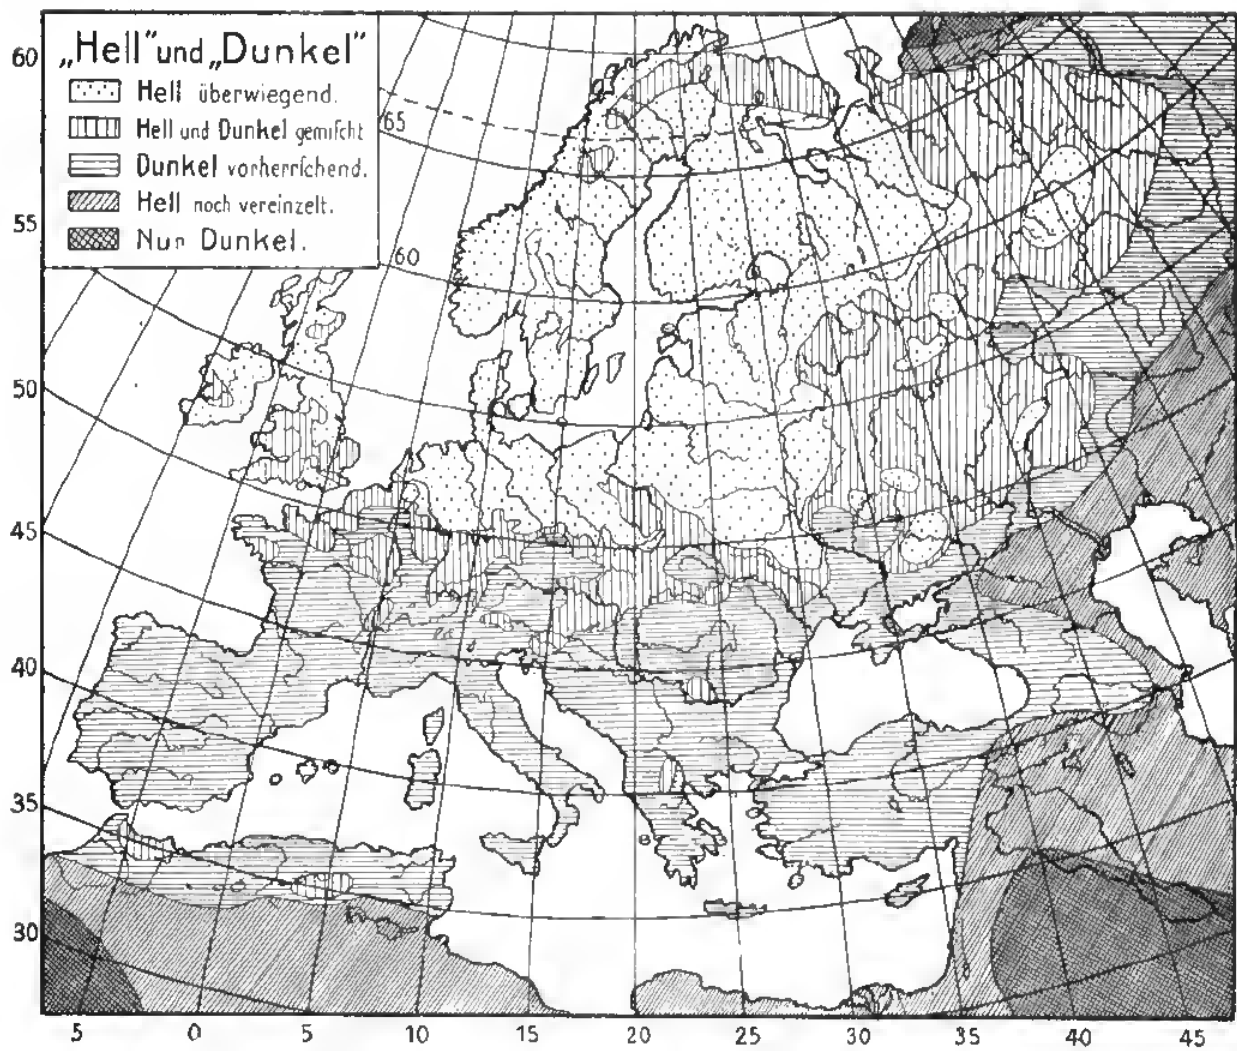 „Hell” und „Dunkel”
Hell überwiegend.
Hell und Dunkel gemiſcht
Dunkel vorherrſchend.
Hell noch vereinzelt.
Nur Dunkel.
60
55
50
45
40
35
30
65
60
5 0 5 10 15 20 25 30 35 40 45